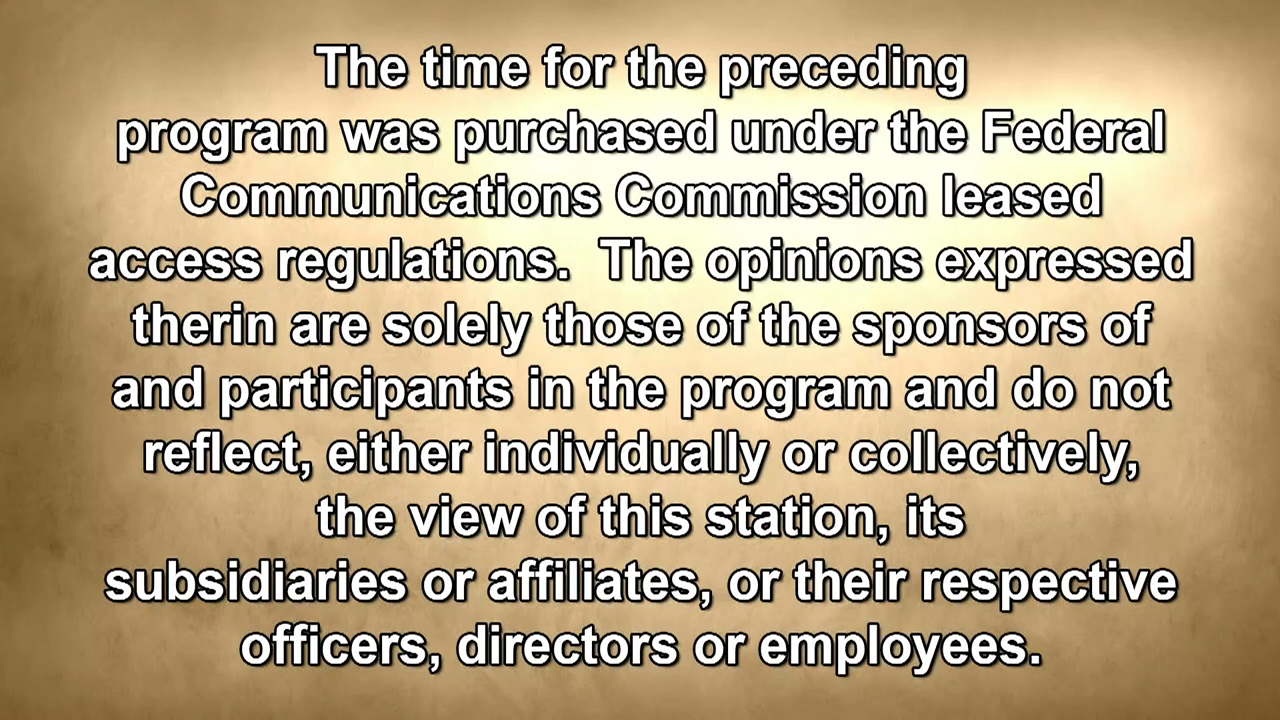 The time for the preceding
program was purchased under the Federal
Communications Commission leased
access regulations.  The opinions expressed
therin are solely those of the sponsors of
and participants in the program and do not
reflect, either individually or collectively,
the view of this station, its
subsidiaries or affiliates, or their respective
officers, directors or employees.